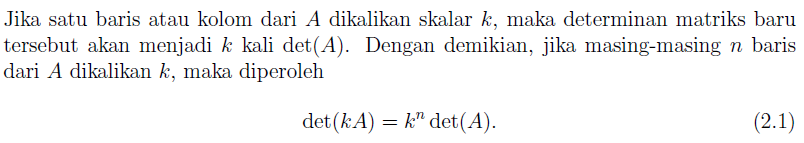 Jika satu baris atau kolom dari A dikalikan skalar k, maka determinan matriks baru
tersebut akan menjadi k kali det(A). Dengan demikian, jika masing-masing n baris
dari A dikalikan k, maka diperoleh
det(kA) = kⁿ det(A). (2.1)